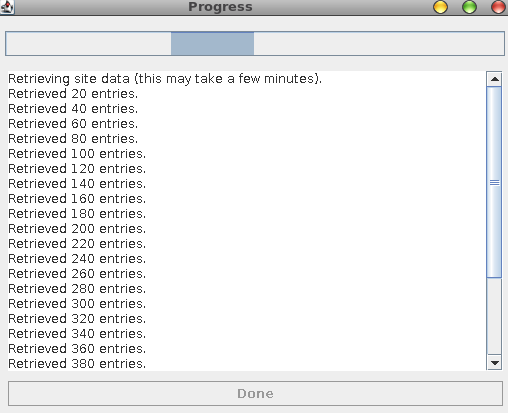 Progress
Retrieving site data (this may take a few minutes).
Retrieved 20 entries.
Retrieved 40 entries.
Retrieved 60 entries.
Retrieved 80 entries.
Retrieved 100 entries.
Retrieved 120 entries.
Retrieved 140 entries.
Retrieved 160 entries.
Retrieved 180 entries.
Retrieved 200 entries.
Retrieved 220 entries.
Retrieved 240 entries.
Retrieved 260 entries.
Retrieved 280 entries.
Retrieved 300 entries.
Retrieved 320 entries.
Retrieved 340 entries.
Retrieved 360 entries.
Retrieved 380 entries.
Done